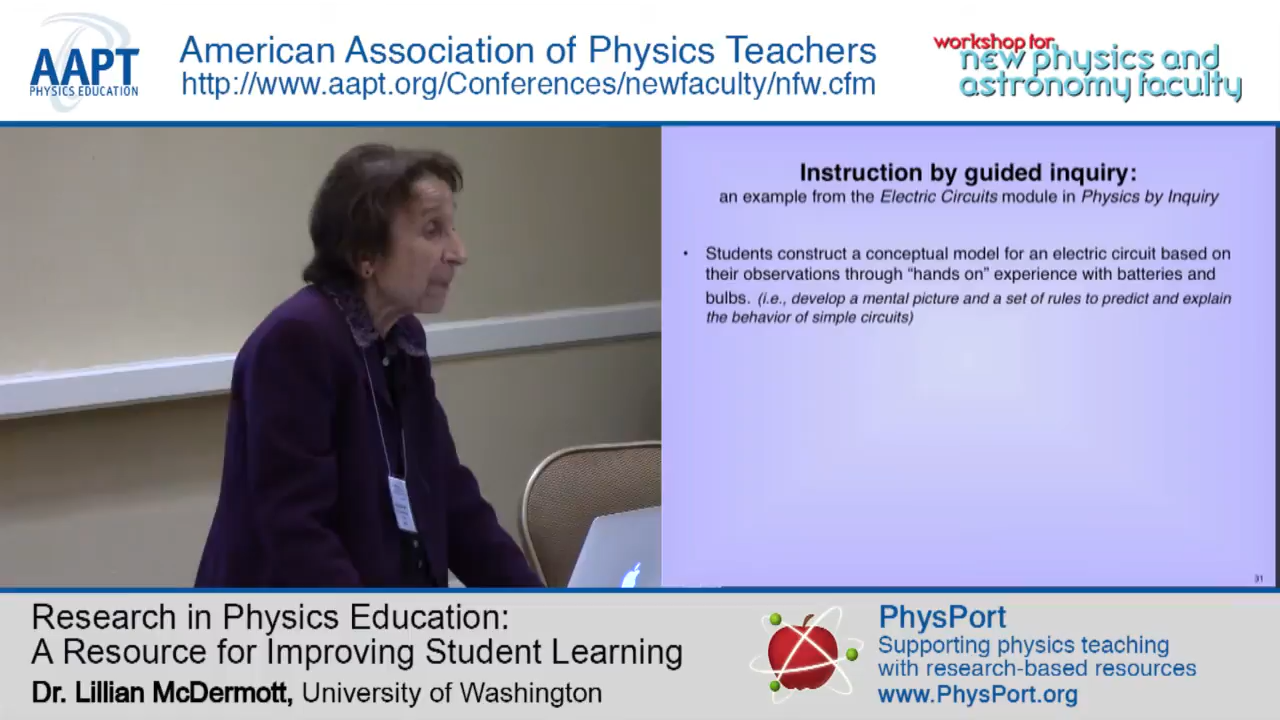 AAPT
PHYSICS EDUCATION
American Association of Physics Teachers
http://www.aapt.org/Conferences/newfaculty/nfw.cfm
workshop for
new physics and
astronomy faculty
Instruction by guided inquiry:
an example from the Electric Circuits module in Physics by Inquiry
• Students construct a conceptual model for an electric circuit based on
their observations through “hands on” experience with batteries and
bulbs. (i.e., develop a mental picture and a set of rules to predict and explain
the behavior of simple circuits)
31
Research in Physics Education:
A Resource for Improving Student Learning
Dr. Lillian McDermott, University of Washington
PhysPort
Supporting physics teaching
with research-based resources
www.PhysPort.org